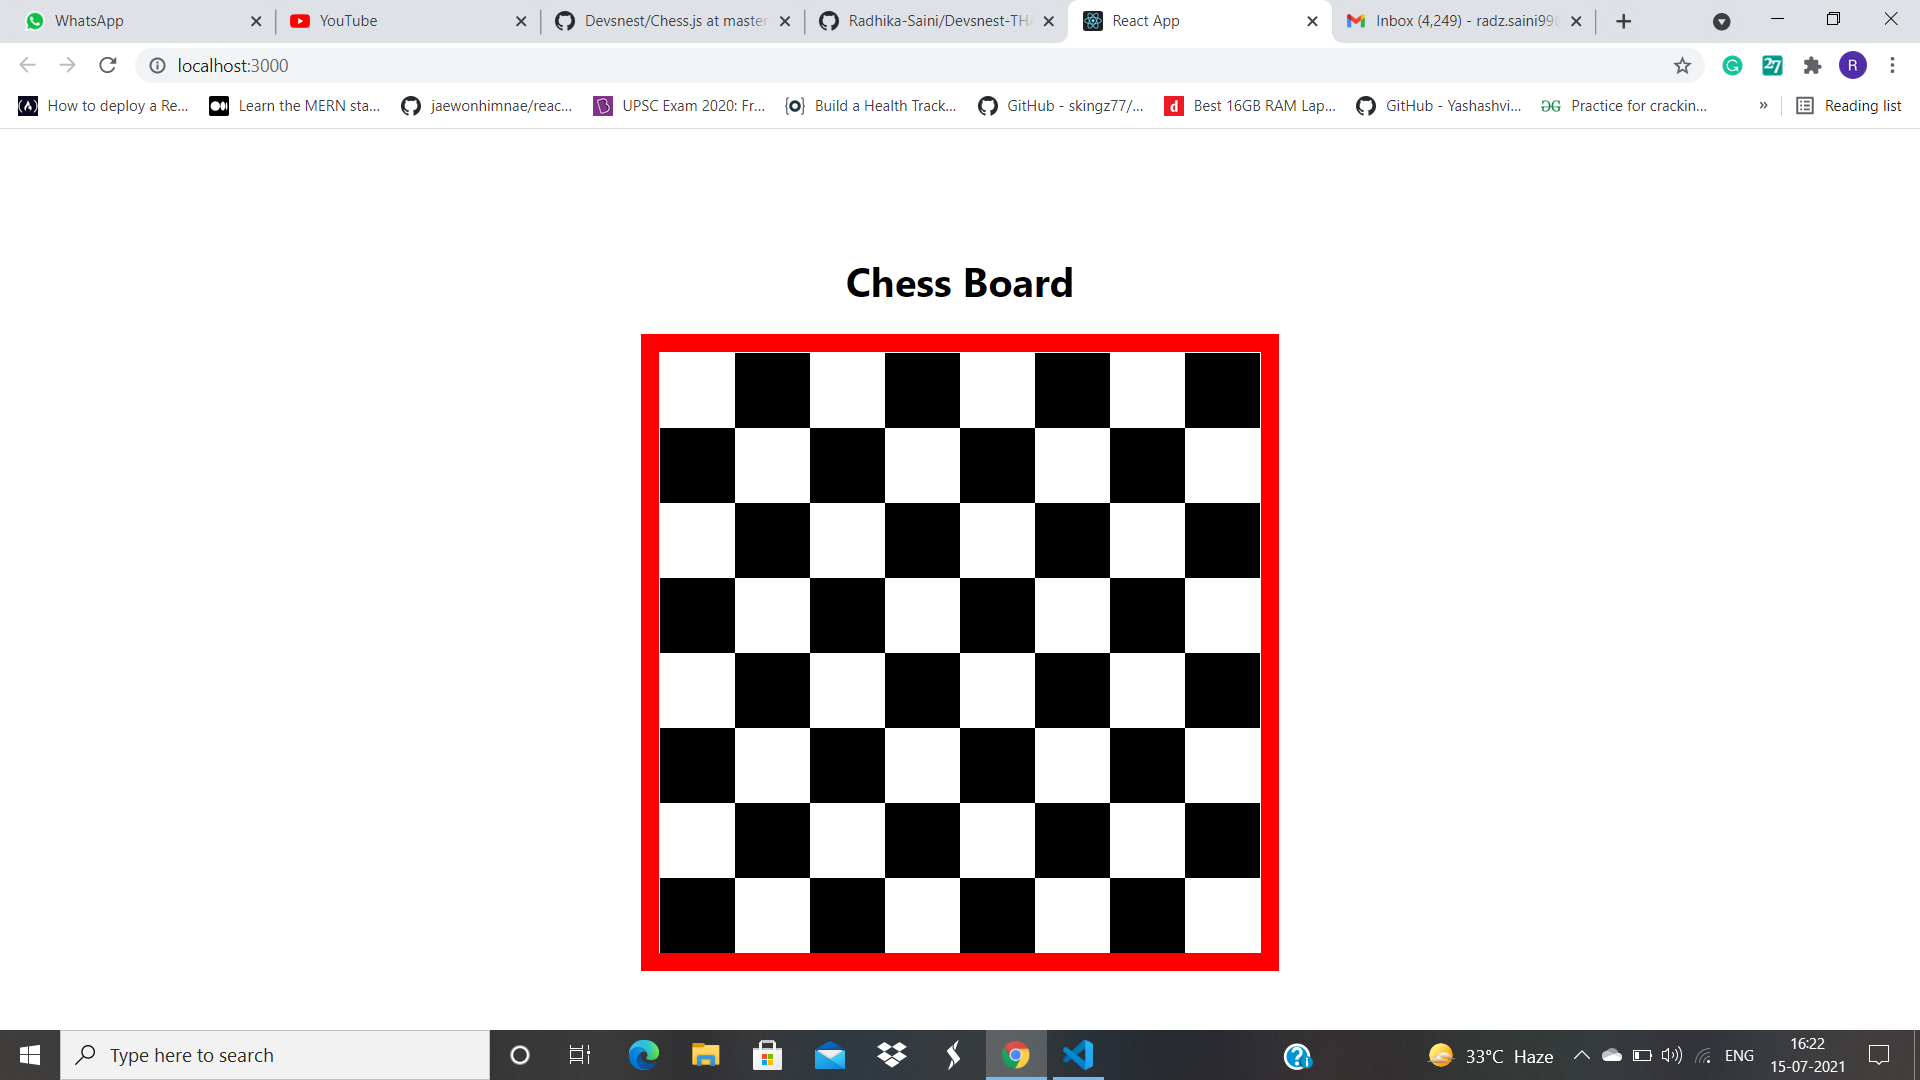 WhatsApp
YouTube
Devsnest/Chess.js at master
Radhika-Saini/Devsnest-TH
React App
Inbox (4,249) - radz.saini99
localhost:3000
R
How to deploy a Re...
Learn the MERN sta...
jaewonhimnae/reac...
UPSC Exam 2020: Fr...
Build a Health Track...
GitHub - skingz77/...
Best 16GB RAM Lap...
GitHub - Yashashvi...
Practice for crackin...
»
Reading list
Chess Board
Type here to search
33°C Haze
ENG
16:22
15-07-2021